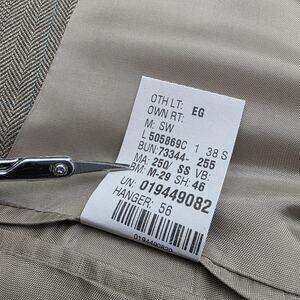 OTH LT: EG
OWN RT:
M: SW
L 505869C 1 38 S
BUN: 73344- 255
MA: 250/ SS VB:
BM: M-29 SH: 46
UN: 019449082
HANGER: 56